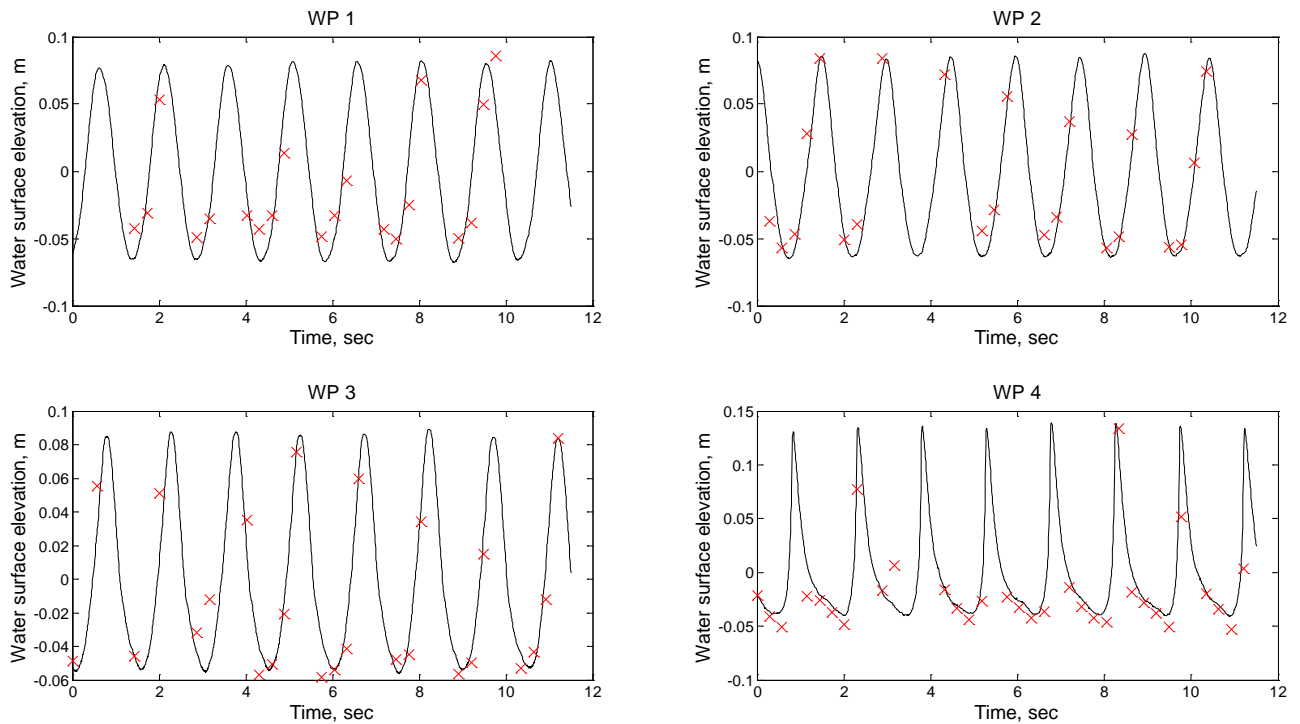 WP 1
0.1
0.05
0
-0.05
-0.1
0 2 4 6 8 10 12
Time, sec
Water surface elevation, m
WP 2
0.1
0.05
0
-0.05
-0.1
0 2 4 6 8 10 12
Time, sec
Water surface elevation, m
WP 3
0.1
0.08
0.06
0.04
0.02
0
-0.02
-0.04
-0.06
0 2 4 6 8 10 12
Time, sec
Water surface elevation, m
WP 4
0.15
0.1
0.05
0
-0.05
-0.1
0 2 4 6 8 10 12
Time, sec
Water surface elevation, m